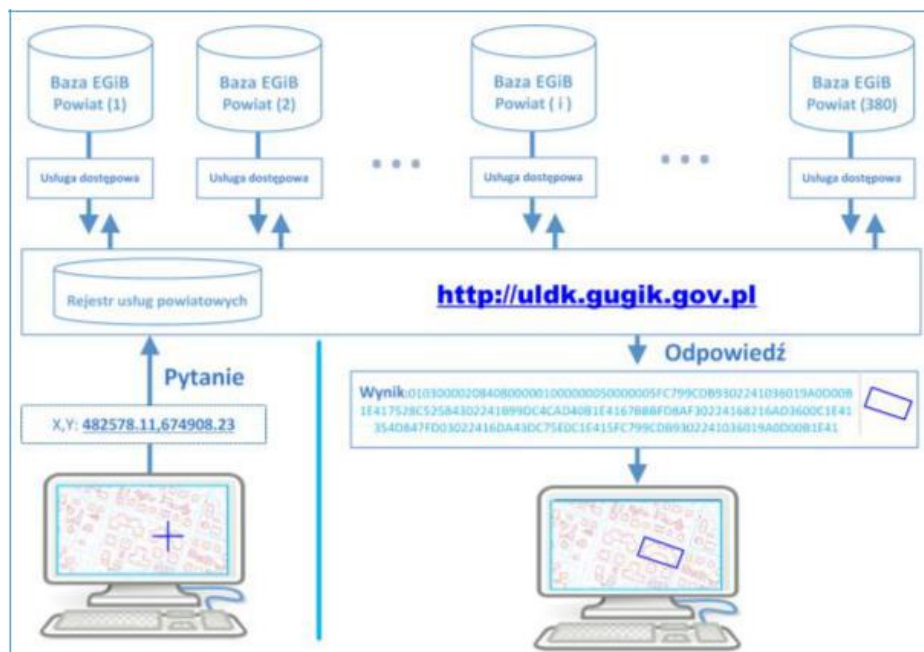 Baza EGiB
Powiat (1)
Baza EGiB
Powiat (2)
Baza EGiB
Powiat ( i )
Baza EGiB
Powiat (380)
Usługa dostępowa
Usługa dostępowa
...
Usługa dostępowa
...
Usługa dostępowa
Rejestr usług powiatowych
http://uldk.gugik.gov.pl
Pytanie
Odpowiedź
X,Y: 482578.11,674908.23
Wynik: